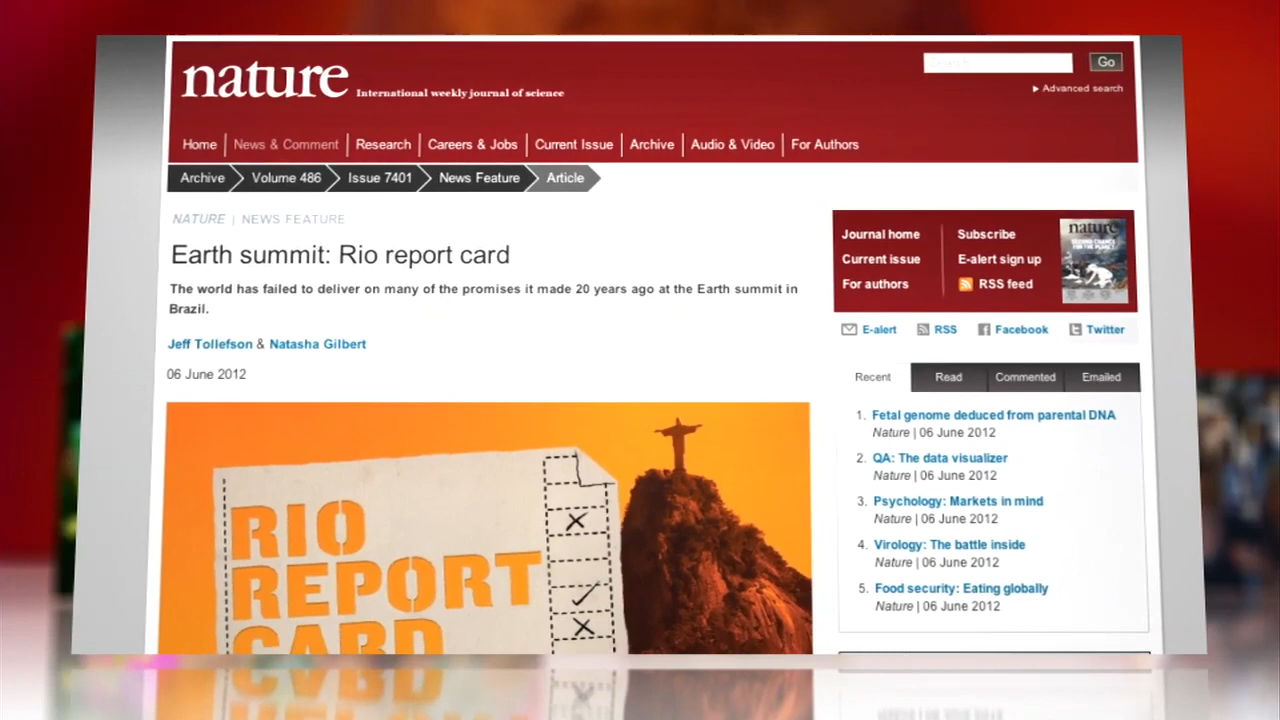 nature International weekly journal of science
Go
Advanced search
Home News & Comment Research Careers & Jobs Current Issue Archive Audio & Video For Authors
Archive Volume 486 Issue 7401 News Feature Article
NATURE | NEWS FEATURE
Earth summit: Rio report card
The world has failed to deliver on many of the promises it made 20 years ago at the Earth summit in
Brazil.
Jeff Tollefson & Natasha Gilbert
06 June 2012
RIO
REPORT
CARD
Journal home Subscribe
Current issue E-alert sign up
For authors RSS feed
nature
SECOND CHANCE
FOR THE PLANET
E-alert RSS Facebook Twitter
Recent Read Commented Emailed
1. Fetal genome deduced from parental DNA
Nature | 06 June 2012
2. QA: The data visualizer
Nature | 06 June 2012
3. Psychology: Markets in mind
Nature | 06 June 2012
4. Virology: The battle inside
Nature | 06 June 2012
5. Food security: Eating globally
Nature | 06 June 2012